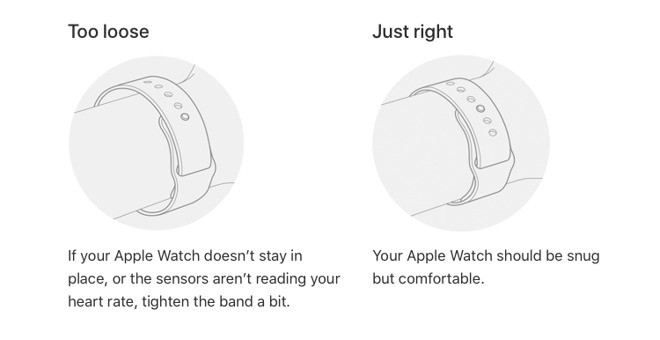 Too loose
If your Apple Watch doesn’t stay in
place, or the sensors aren’t reading your
heart rate, tighten the band a bit.
Just right
Your Apple Watch should be snug
but comfortable.